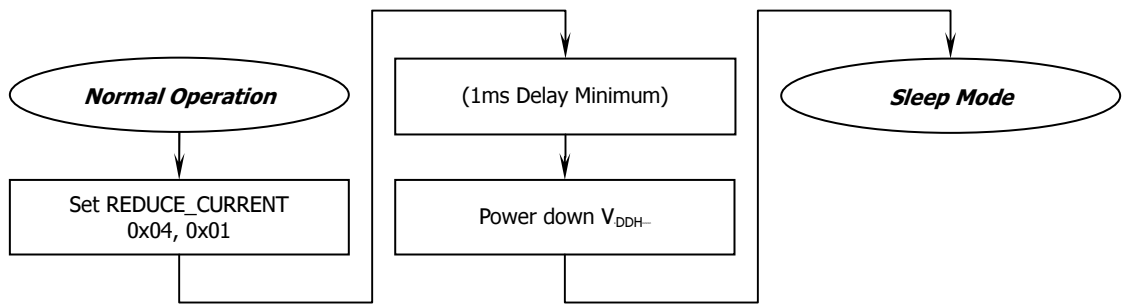 Normal Operation
Set REDUCE_CURRENT
0x04, 0x01
(1ms Delay Minimum)
Power down VDDH
Sleep Mode